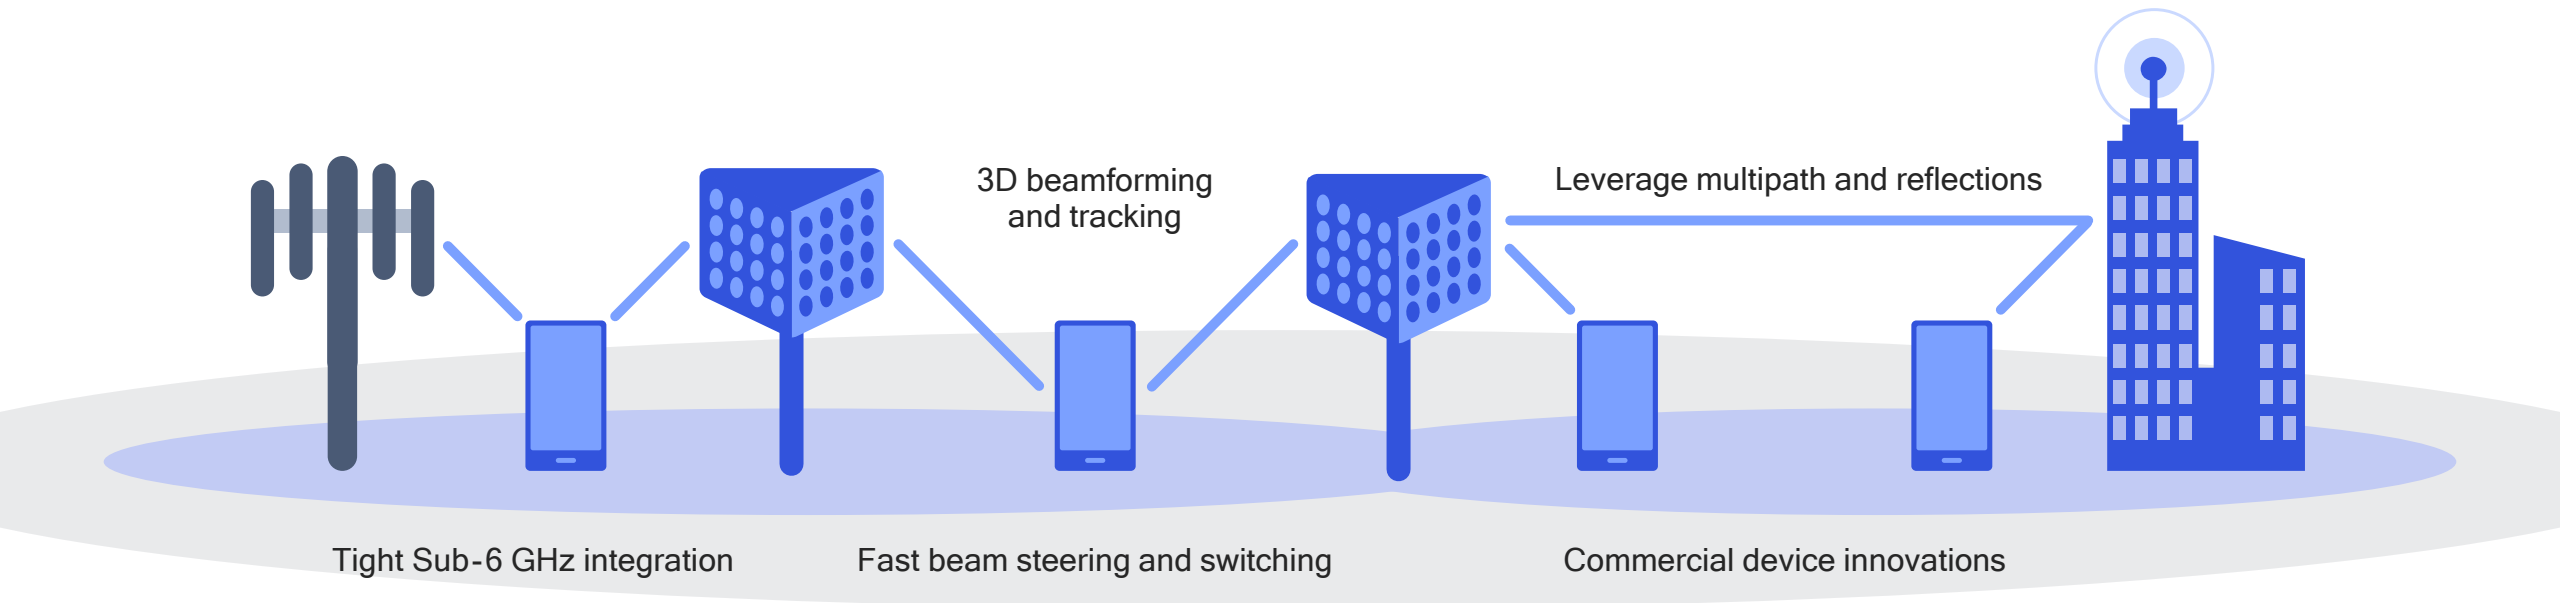 3D beamforming
and tracking
Leverage multipath and reflections
Tight Sub-6 GHz integration
Fast beam steering and switching
Commercial device innovations